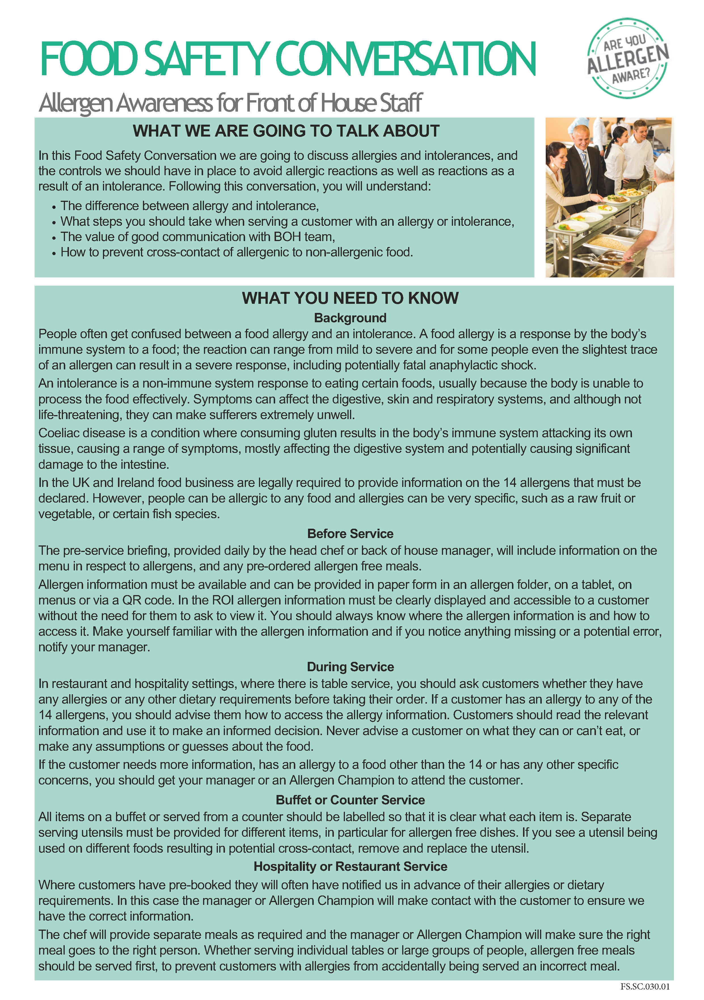 FOOD SAFETY CONVERSATION
ARE YOU
ALLERGEN
AWARE?
Allergen Awareness for Front of House Staff
WHAT WE ARE GOING TO TALK ABOUT
In this Food Safety Conversation we are going to discuss allergies and intolerances, and
the controls we should have in place to avoid allergic reactions as well as reactions as a
result of an intolerance. Following this conversation, you will understand:
• The difference between allergy and intolerance,
• What steps you should take when serving a customer with an allergy or intolerance,
• The value of good communication with BOH team,
• How to prevent cross-contact of allergenic to non-allergenic food.
WHAT YOU NEED TO KNOW
Background
People often get confused between a food allergy and an intolerance. A food allergy is a response by the body’s
immune system to a food; the reaction can range from mild to severe and for some people even the slightest trace
of an allergen can result in a severe response, including potentially fatal anaphylactic shock.
An intolerance is a non-immune system response to eating certain foods, usually because the body is unable to
process the food effectively. Symptoms can affect the digestive, skin and respiratory systems, and although not
life-threatening, they can make sufferers extremely unwell.
Coeliac disease is a condition where consuming gluten results in the body’s immune system attacking its own
tissue, causing a range of symptoms, mostly affecting the digestive system and potentially causing significant
damage to the intestine.
In the UK and Ireland food business are legally required to provide information on the 14 allergens that must be
declared. However, people can be allergic to any food and allergies can be very specific, such as a raw fruit or
vegetable, or certain fish species.
Before Service
The pre-service briefing, provided daily by the head chef or back of house manager, will include information on the
menu in respect to allergens, and any pre-ordered allergen free meals.
Allergen information must be available and can be provided in paper form in an allergen folder, on a tablet, on
menus or via a QR code. In the ROI allergen information must be clearly displayed and accessible to a customer
without the need for them to ask to view it. You should always know where the allergen information is and how to
access it. Make yourself familiar with the allergen information and if you notice anything missing or a potential error,
notify your manager.
During Service
In restaurant and hospitality settings, where there is table service, you should ask customers whether they have
any allergies or any other dietary requirements before taking their order. If a customer has an allergy to any of the
14 allergens, you should advise them how to access the allergy information. Customers should read the relevant
information and use it to make an informed decision. Never advise a customer on what they can or can’t eat, or
make any assumptions or guesses about the food.
If the customer needs more information, has an allergy to a food other than the 14 or has any other specific
concerns, you should get your manager or an Allergen Champion to attend the customer.
Buffet or Counter Service
All items on a buffet or served from a counter should be labelled so that it is clear what each item is. Separate
serving utensils must be provided for different items, in particular for allergen free dishes. If you see a utensil being
used on different foods resulting in potential cross-contact, remove and replace the utensil.
Hospitality or Restaurant Service
Where customers have pre-booked they will often have notified us in advance of their allergies or dietary
requirements. In this case the manager or Allergen Champion will make contact with the customer to ensure we
have the correct information.
The chef will provide separate meals as required and the manager or Allergen Champion will make sure the right
meal goes to the right person. Whether serving individual tables or large groups of people, allergen free meals
should be served first, to prevent customers with allergies from accidentally being served an incorrect meal.
FS.SC.030.01